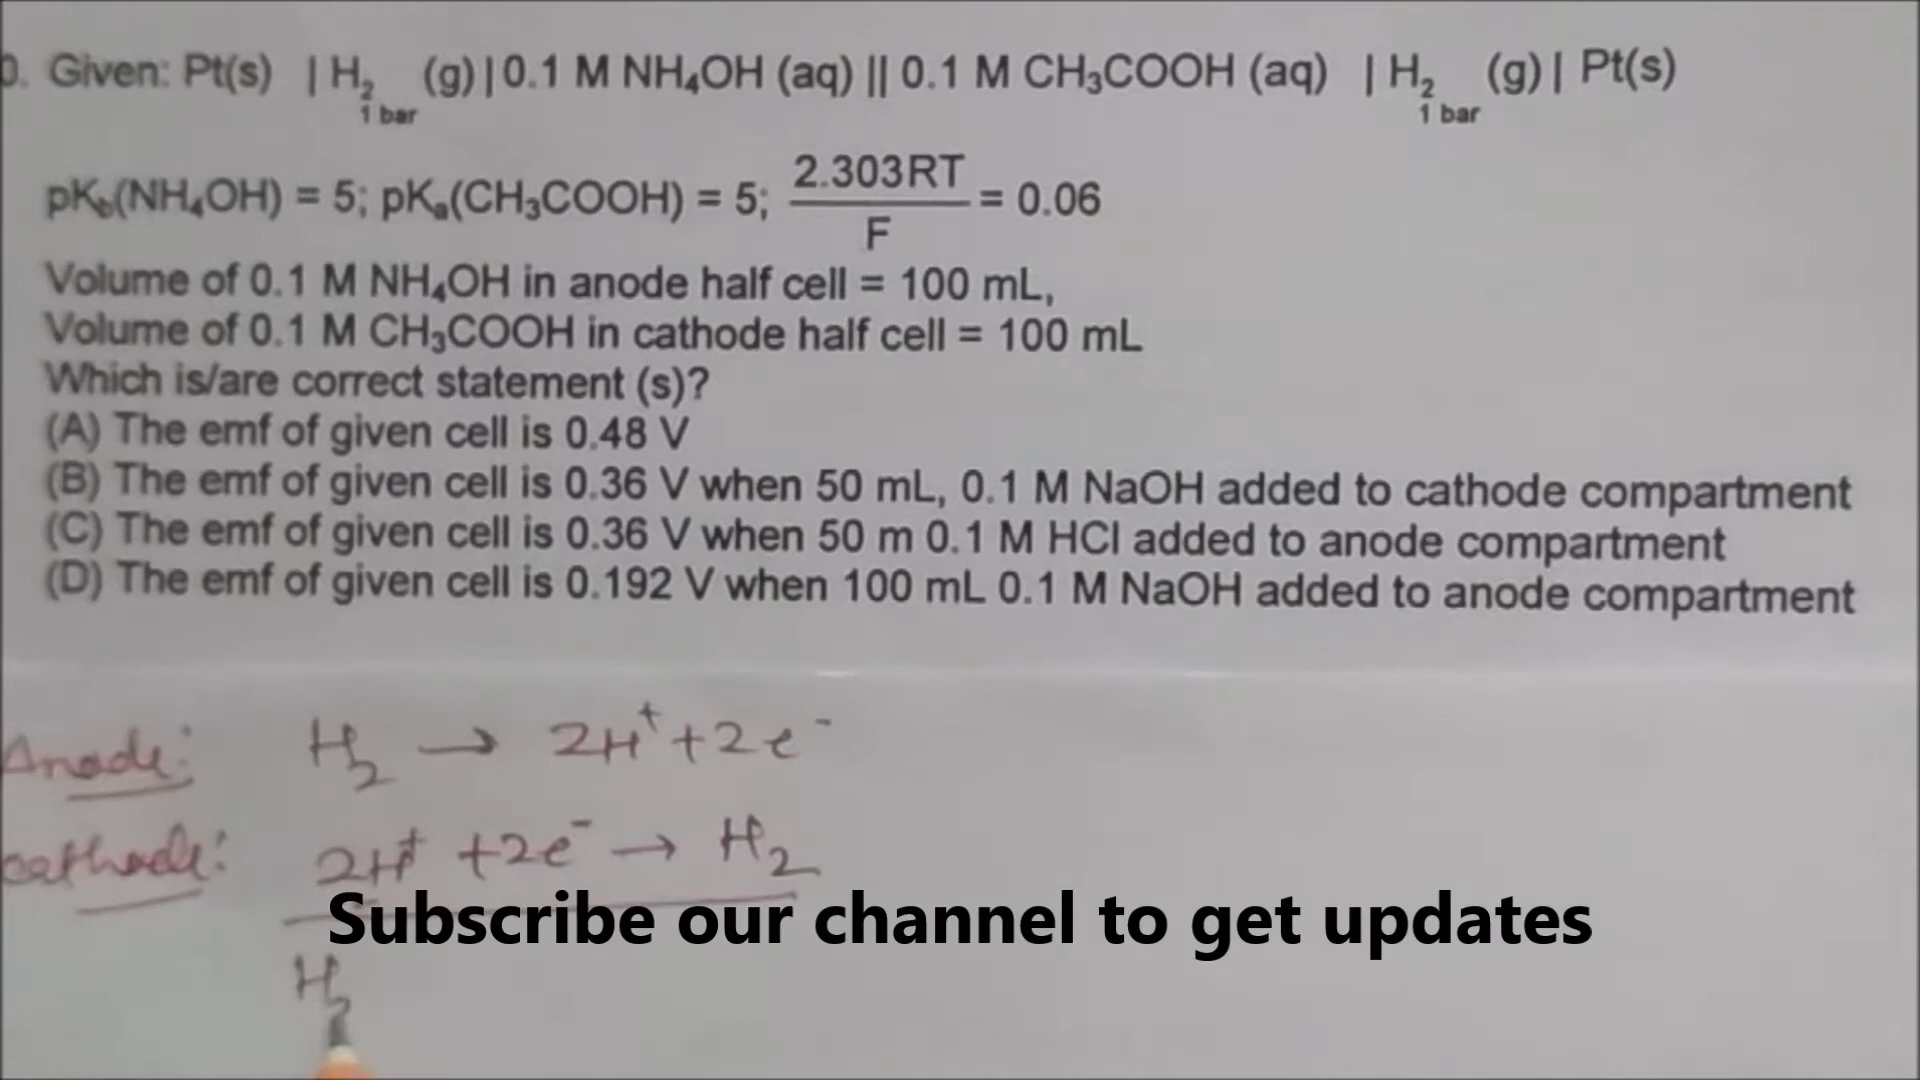 0. Given: Pt(s) | H₂ (g) | 0.1 M NH₄OH (aq) || 0.1 M CH₃COOH (aq) | H₂ (g) | Pt(s)
1 bar 1 bar
pK_b(NH₄OH) = 5; pKₐ(CH₃COOH) = 5; 2.303RT/F = 0.06
Volume of 0.1 M NH₄OH in anode half cell = 100 mL,
Volume of 0.1 M CH₃COOH in cathode half cell = 100 mL
Which is/are correct statement (s)?
(A) The emf of given cell is 0.48 V
(B) The emf of given cell is 0.36 V when 50 mL, 0.1 M NaOH added to cathode compartment
(C) The emf of given cell is 0.36 V when 50 m 0.1 M HCl added to anode compartment
(D) The emf of given cell is 0.192 V when 100 mL 0.1 M NaOH added to anode compartment
Anode: H₂ → 2H⁺ + 2e⁻
cathode: 2H⁺ + 2e⁻ → H₂
Subscribe our channel to get updates
H₂